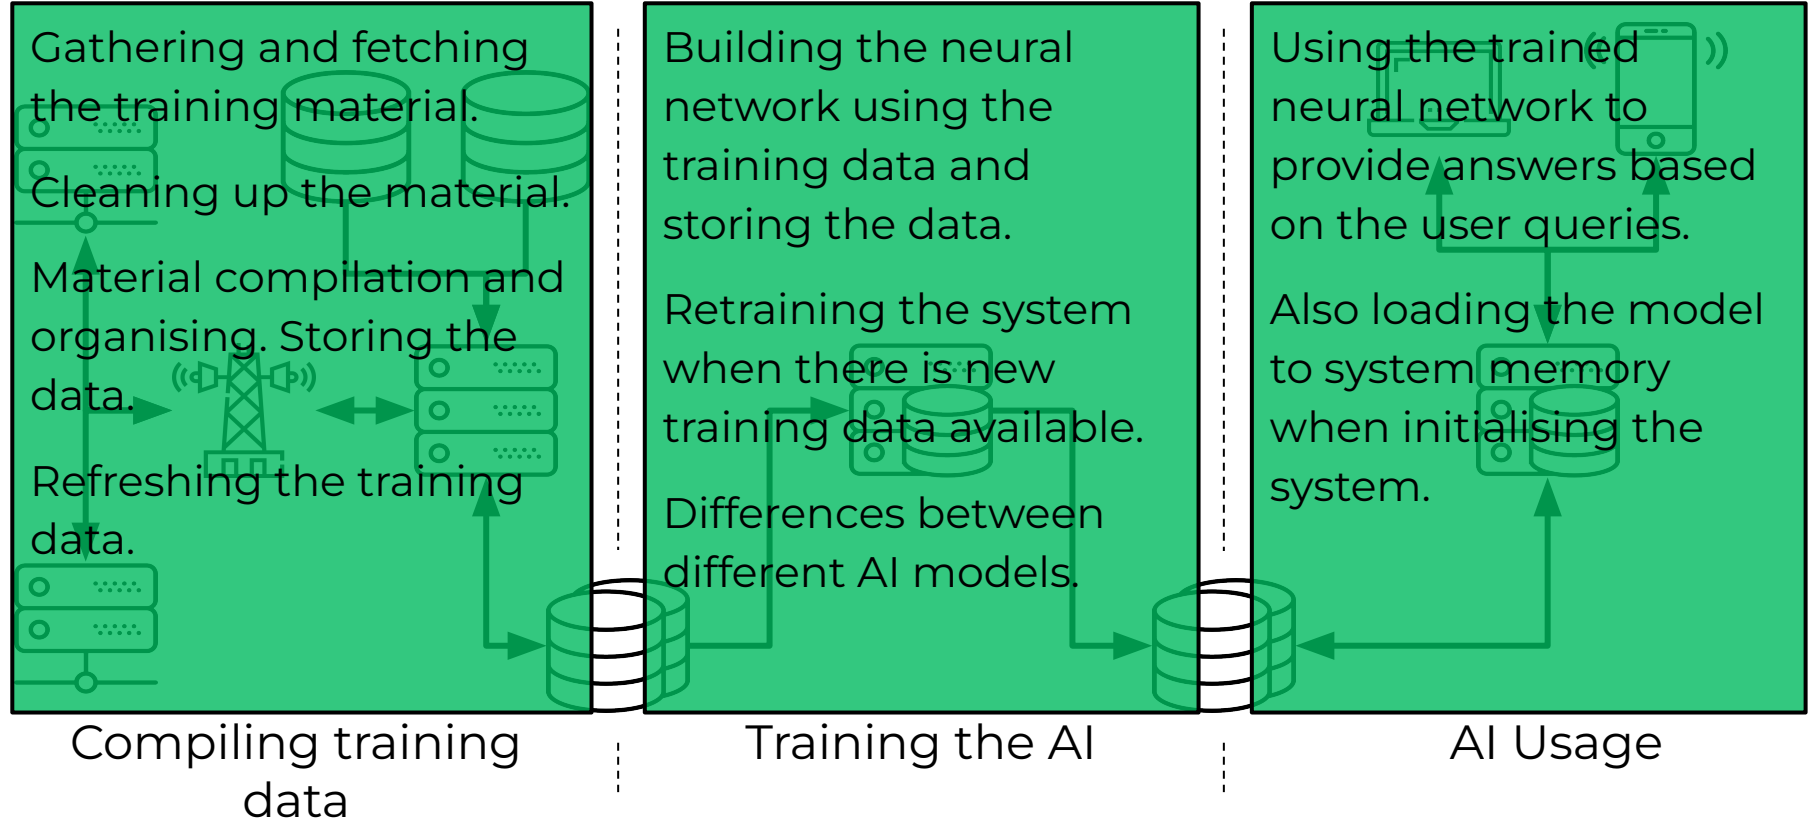 Gathering and fetching
the training material.
Cleaning up the material.
Material compilation and
organising. Storing the
data.
Refreshing the training
data.
Compiling training
data
Building the neural
network using the
training data and
storing the data.
Retraining the system
when there is new
training data available.
Differences between
different AI models.
Training the AI
Using the trained
neural network to
provide answers based
on the user queries.
Also loading the model
to system memory
when initialising the
system.
AI Usage